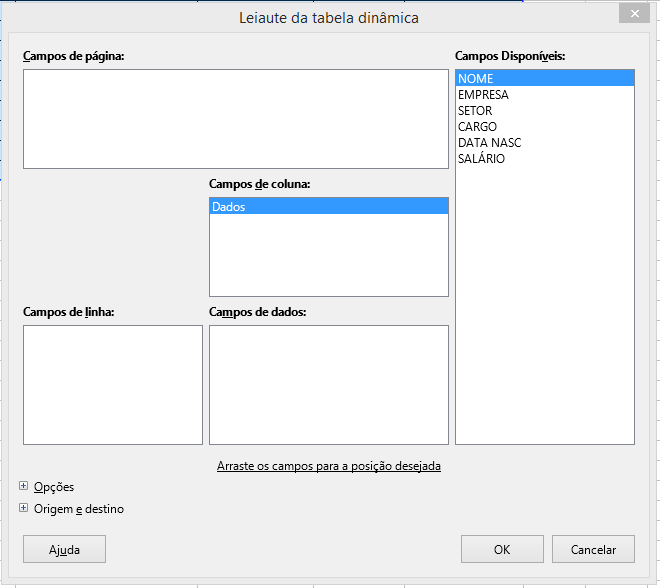 Leiaute da tabela dinâmica
Campos de página:
Campos Disponíveis:
NOME
EMPRESA
SETOR
CARGO
DATA NASC
SALÁRIO
Campos de coluna:
Dados
Campos de linha:
Campos de dados:
Arraste os campos para a posição desejada
Opções
Origem e destino
Ajuda
OK
Cancelar